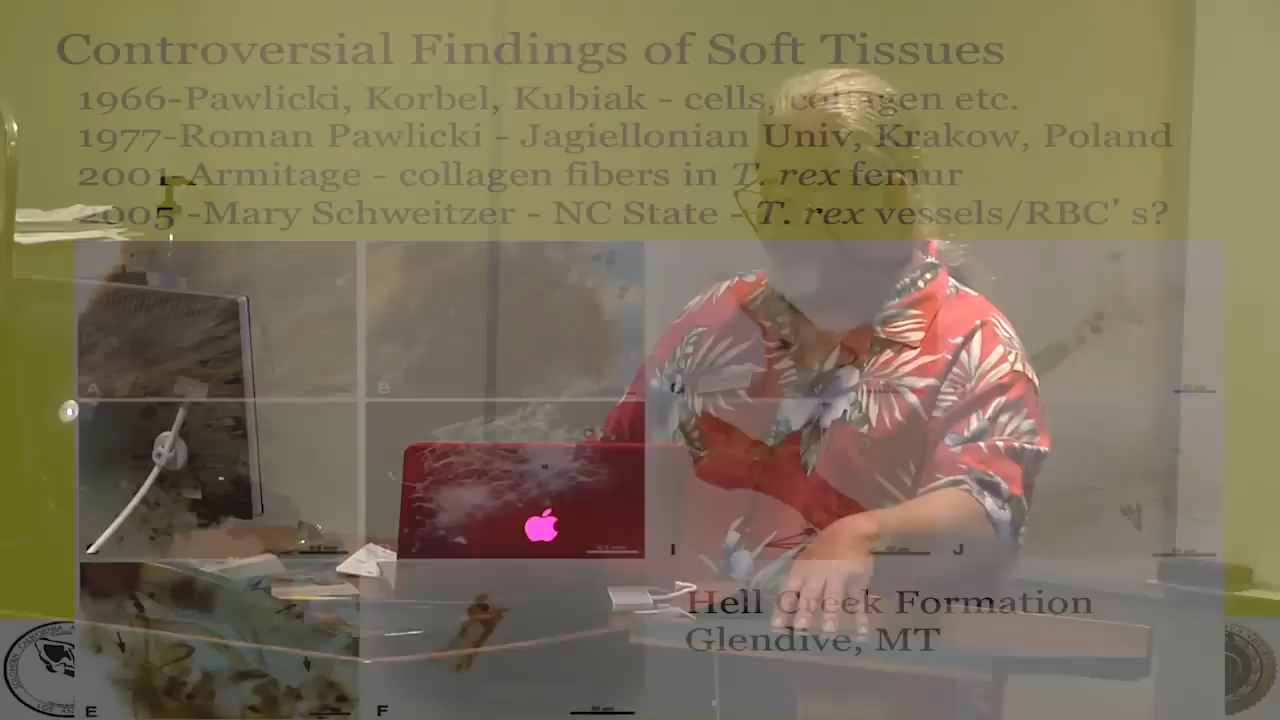 Controversial Findings of Soft Tissues
1966-Pawlicki, Korbel, Kubiak - cells, collagen etc.
1977-Roman Pawlicki - Jagiellonian Univ, Krakow, Poland
2001-Armitage - collagen fibers in T. rex femur
2005 -Mary Schweitzer - NC State - T. rex vessels/RBC' s?
A
B
G
I
J
Hell Creek Formation
Glendive, MT
E
F